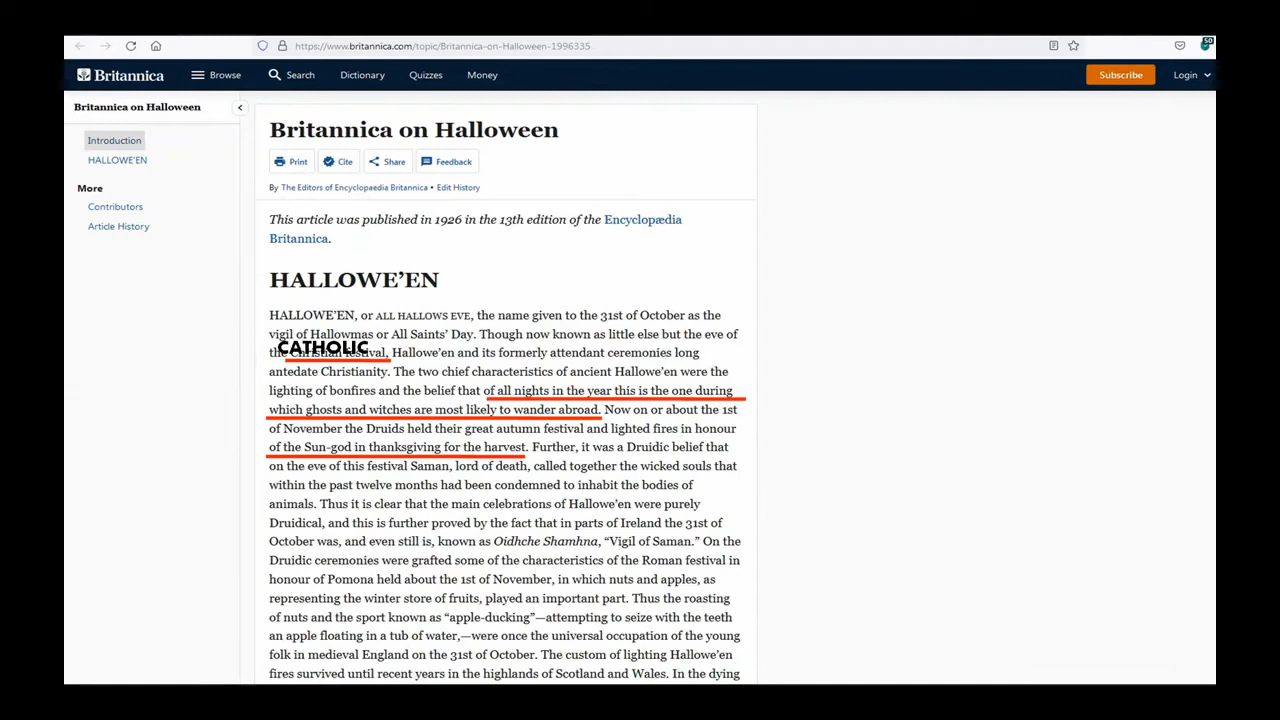 https://www.britannica.com/topic/Britannica-on-Halloween-1996335
50
Britannica
Browse
Search
Dictionary
Quizzes
Money
Subscribe
Login
Britannica on Halloween
Introduction
HALLOWE'EN
More
Contributors
Article History
Britannica on Halloween
Print
Cite
Share
Feedback
By The Editors of Encyclopaedia Britannica • Edit History
This article was published in 1926 in the 13th edition of the Encyclopædia
Britannica.
HALLOWE’EN
HALLOWE’EN, or ALL HALLOWS EVE, the name given to the 31st of October as the
vigil of Hallowmas or All Saints’ Day. Though now known as little else but the eve of
CATHOLIC
the Christian festival, Hallowe’en and its formerly attendant ceremonies long
antedate Christianity. The two chief characteristics of ancient Hallowe’en were the
lighting of bonfires and the belief that of all nights in the year this is the one during
which ghosts and witches are most likely to wander abroad. Now on or about the 1st
of November the Druids held their great autumn festival and lighted fires in honour
of the Sun-god in thanksgiving for the harvest. Further, it was a Druidic belief that
on the eve of this festival Saman, lord of death, called together the wicked souls that
within the past twelve months had been condemned to inhabit the bodies of
animals. Thus it is clear that the main celebrations of Hallowe’en were purely
Druidical, and this is further proved by the fact that in parts of Ireland the 31st of
October was, and even still is, known as Oidhche Shamhna, “Vigil of Saman.” On the
Druidic ceremonies were grafted some of the characteristics of the Roman festival in
honour of Pomona held about the 1st of November, in which nuts and apples, as
representing the winter store of fruits, played an important part. Thus the roasting
of nuts and the sport known as “apple-ducking”—attempting to seize with the teeth
an apple floating in a tub of water,—were once the universal occupation of the young
folk in medieval England on the 31st of October. The custom of lighting Hallowe’en
fires survived until recent years in the highlands of Scotland and Wales. In the dying